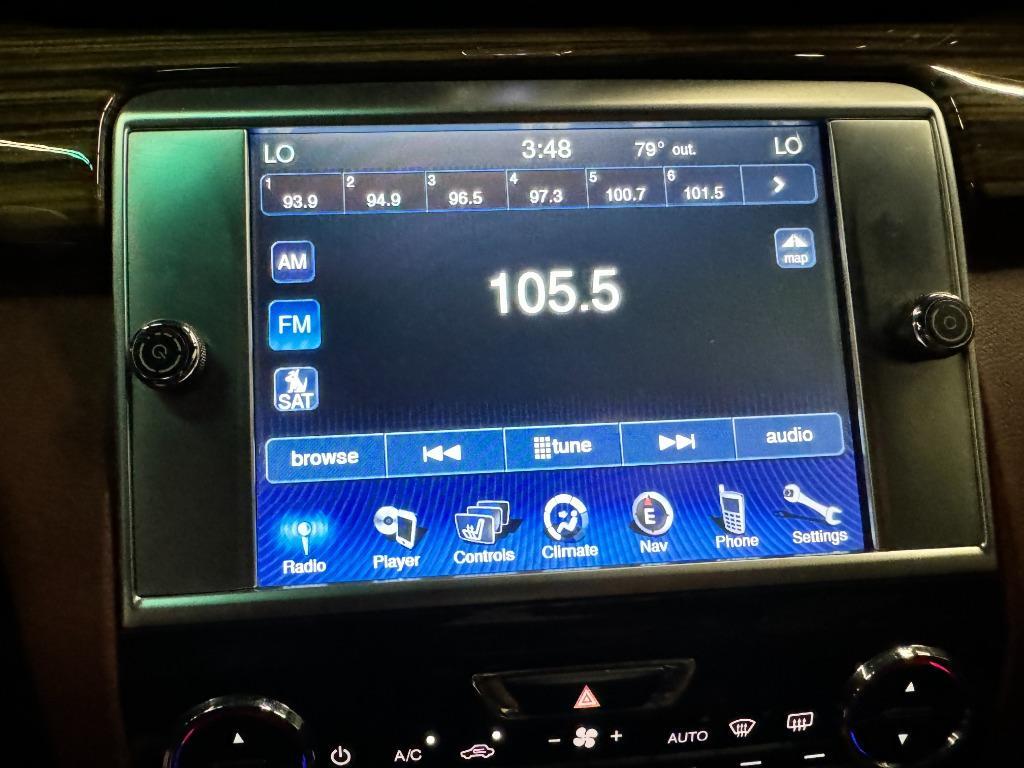 LO 3:48 79° out. LO
1 93.9 2 94.9 3 96.5 4 97.3 5 100.7 6 101.5 >
map
AM
105.5
FM
SAT
browse tune audio
Radio Player Controls Climate E Nav Phone Settings
A/C - + AUTO